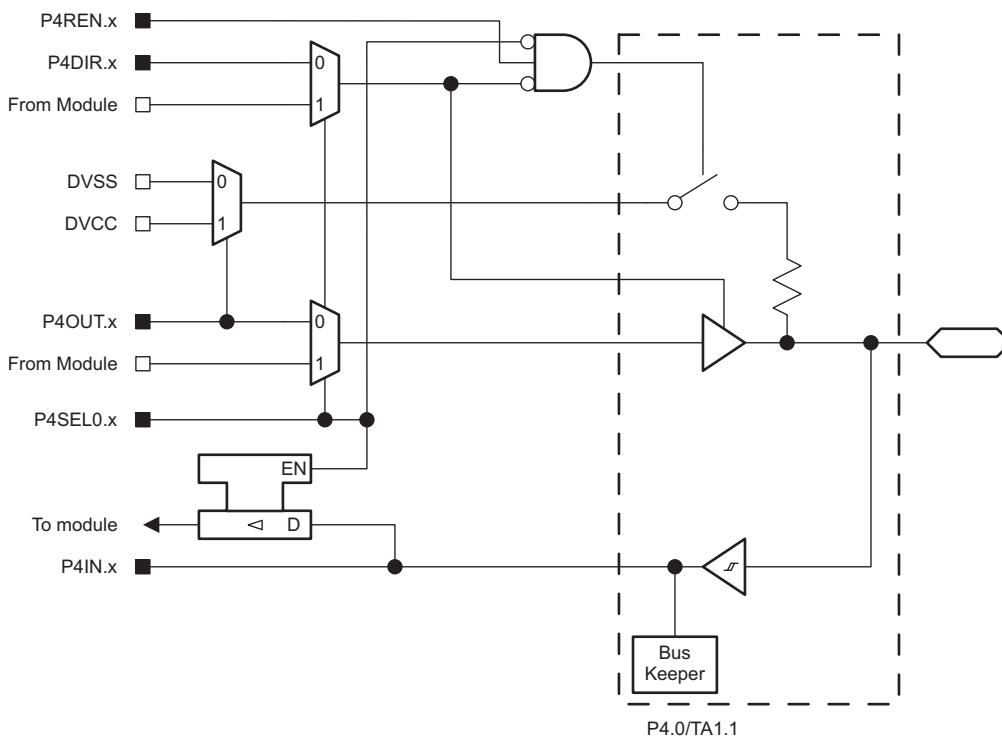 P4REN.x
P4DIR.x
0
From Module
1
DVSS
0
DVCC
1
P4OUT.x
0
From Module
1
P4SEL0.x
EN
To module
D
P4IN.x
Bus
Keeper
P4.0/TA1.1